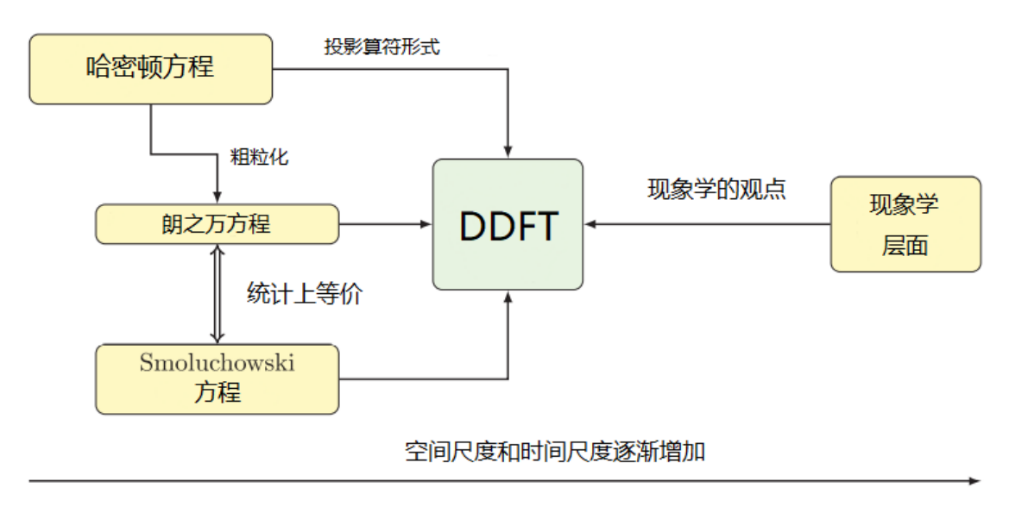 投影算符形式
哈密顿方程
粗粒化
现象学的观点
现象学
层面
朗之万方程
DDFT
统计上等价
Smoluchowski
方程
空间尺度和时间尺度逐渐增加